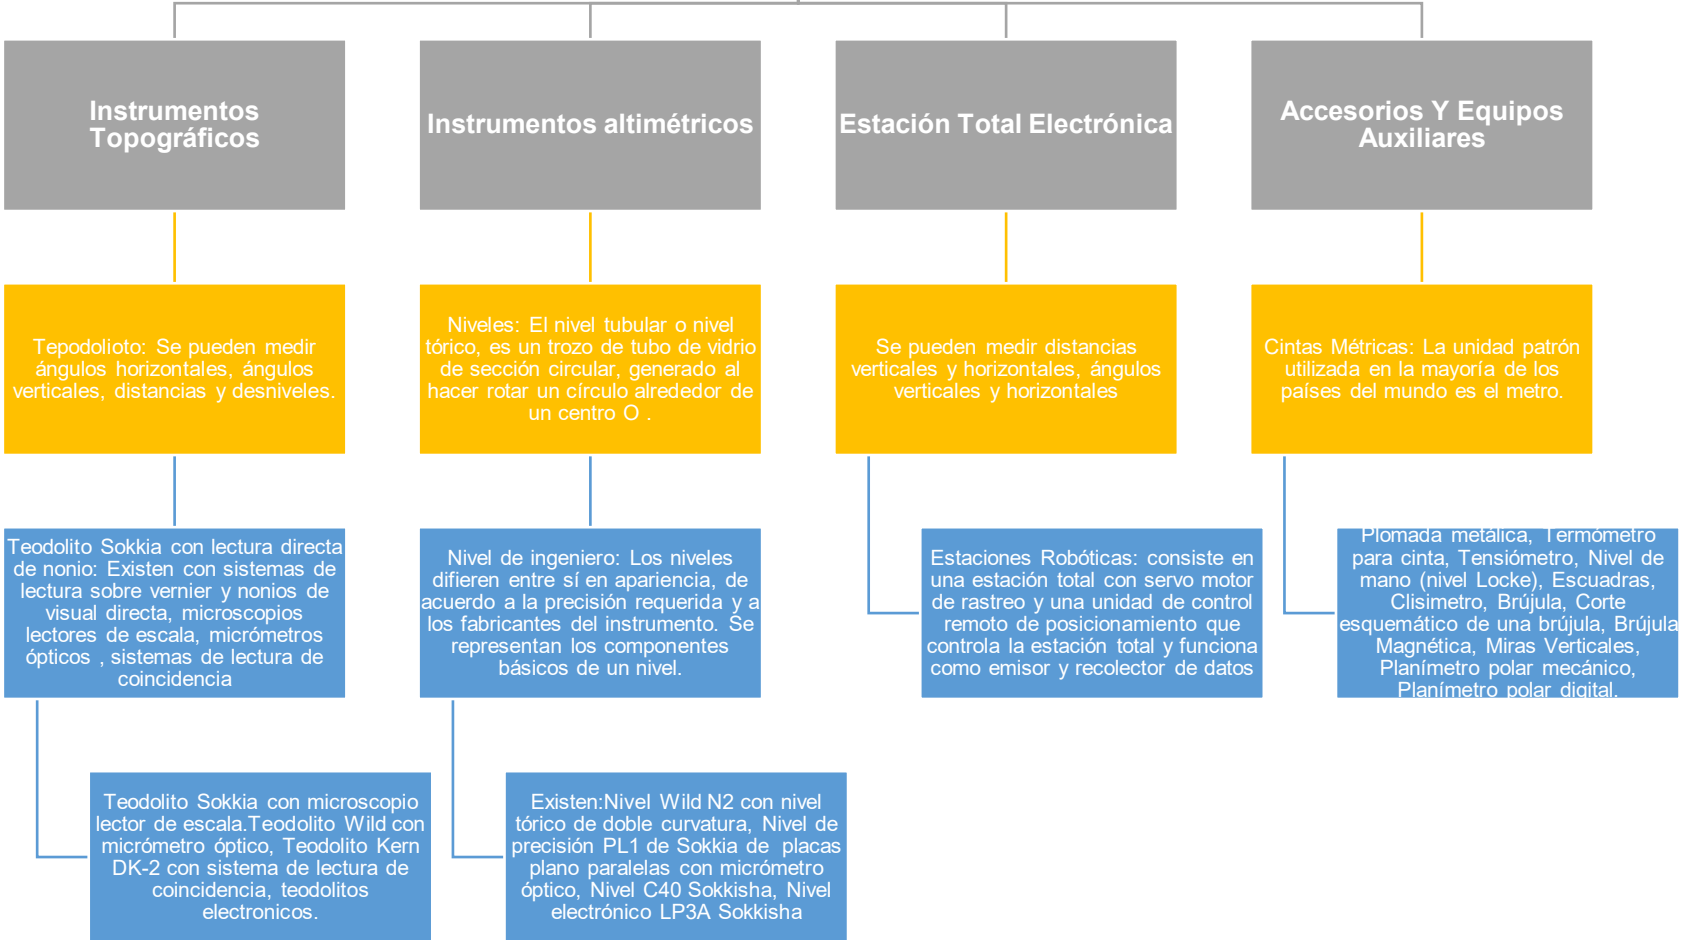 Instrumentos
Topográficos
Instrumentos altimétricos
Estación Total Electrónica
Accesorios Y Equipos
Auxiliares
Tepodolioto: Se pueden medir
ángulos horizontales, ángulos
verticales, distancias y desniveles.
Niveles: El nivel tubular o nivel
tórico, es un trozo de tubo de vidrio
de sección circular, generado al
hacer rotar un círculo alrededor de
un centro O .
Se pueden medir distancias
verticales y horizontales, ángulos
verticales y horizontales
Cintas Métricas: La unidad patrón
utilizada en la mayoría de los
países del mundo es el metro.
Teodolito Sokkia con lectura directa
de nonio: Existen con sistemas de
lectura sobre vernier y nonios de
visual directa, microscopios
lectores de escala, micrómetros
ópticos , sistemas de lectura de
coincidencia
Nivel de ingeniero: Los niveles
difieren entre sí en apariencia, de
acuerdo a la precisión requerida y a
los fabricantes del instrumento. Se
representan los componentes
básicos de un nivel.
Estaciones Robóticas: consiste en
una estación total con servo motor
de rastreo y una unidad de control
remoto de posicionamiento que
controla la estación total y funciona
como emisor y recolector de datos
Plomada metálica, Termómetro
para cinta, Tensiómetro, Nivel de
mano (nivel Locke), Escuadras,
Clisimetro, Brújula, Corte
esquemático de una brújula, Brújula
Magnética, Miras Verticales,
Planímetro polar mecánico,
Planímetro polar digital.
Teodolito Sokkia con microscopio
lector de escala.Teodolito Wild con
micrómetro óptico, Teodolito Kern
DK-2 con sistema de lectura de
coincidencia, teodolitos
electronicos.
Existen:Nivel Wild N2 con nivel
tórico de doble curvatura, Nivel de
precisión PL1 de Sokkia de placas
plano paralelas con micrómetro
óptico, Nivel C40 Sokkisha, Nivel
electrónico LP3A Sokkisha